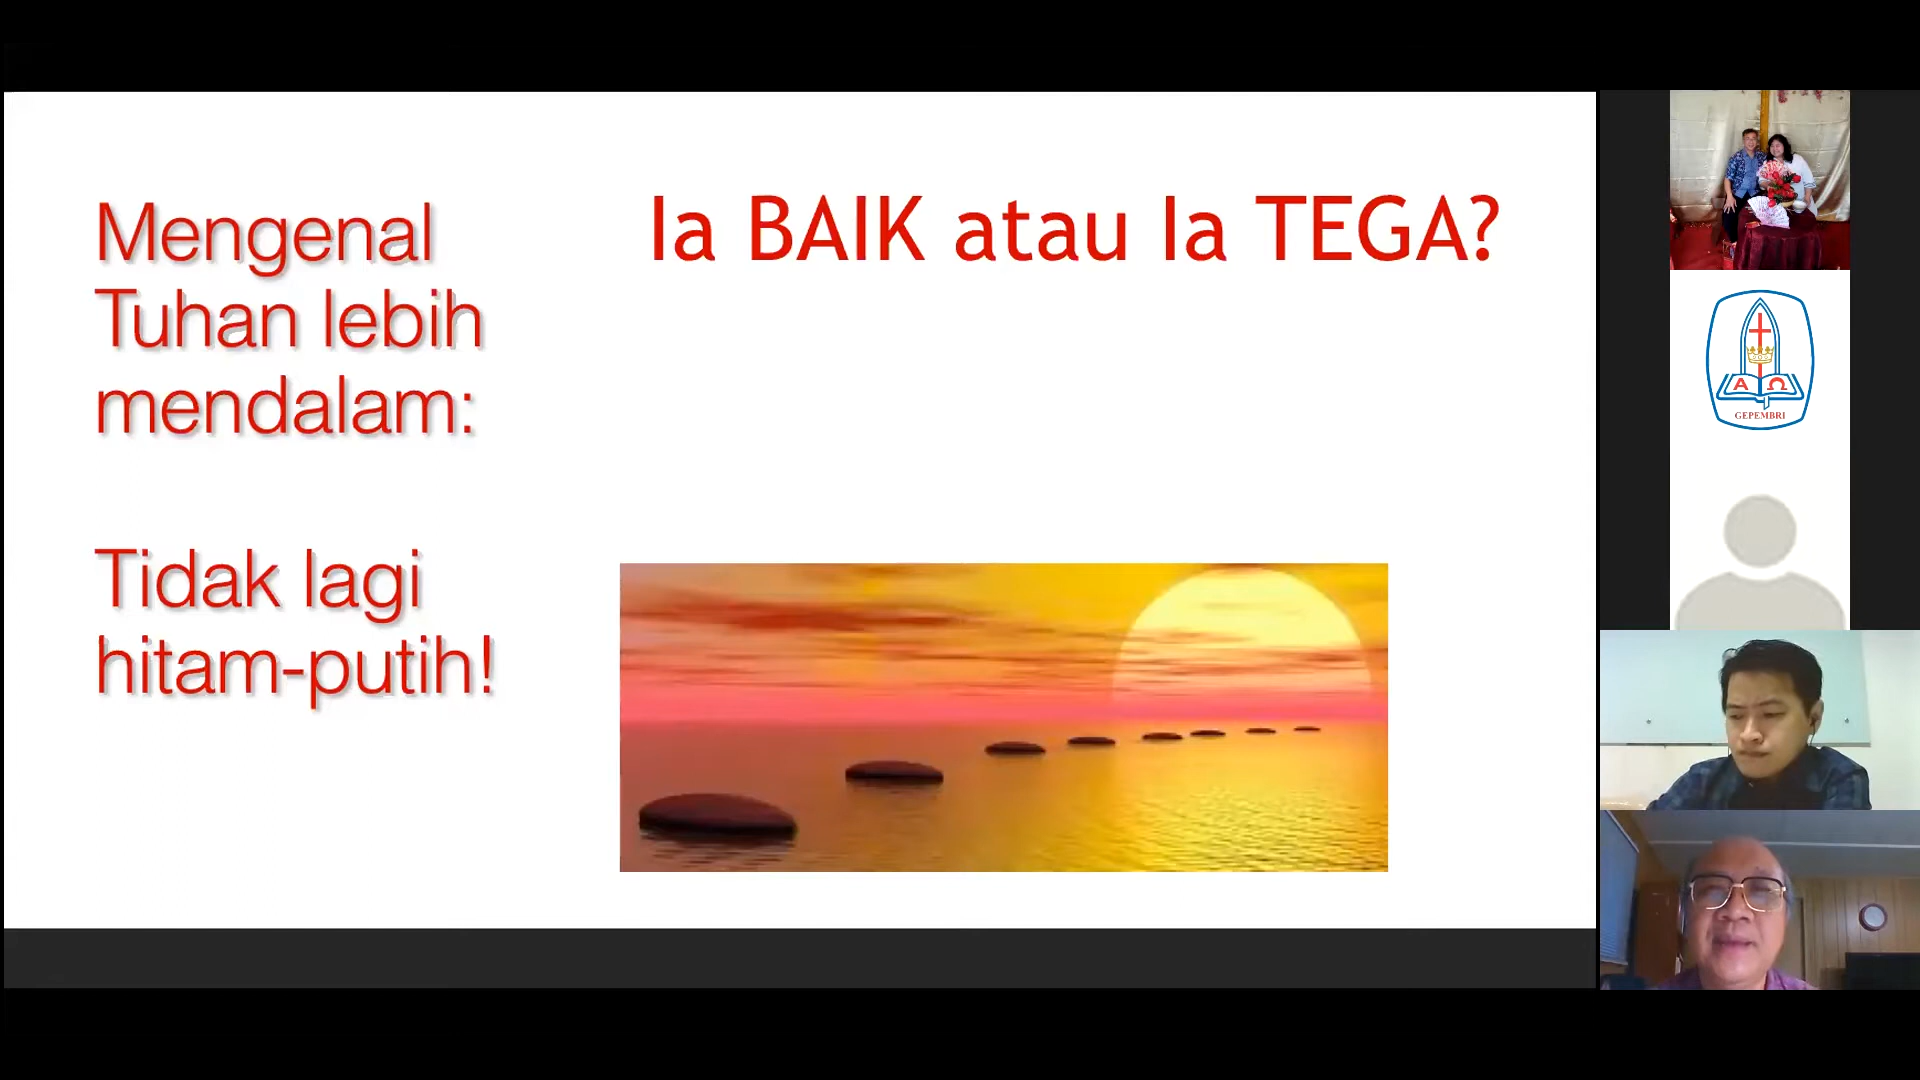 Mengenal
Tuhan lebih
mendalam:
Tidak lagi
hitam-putih!
Ia BAIK atau Ia TEGA?
Α Ω
GEPEMBRI